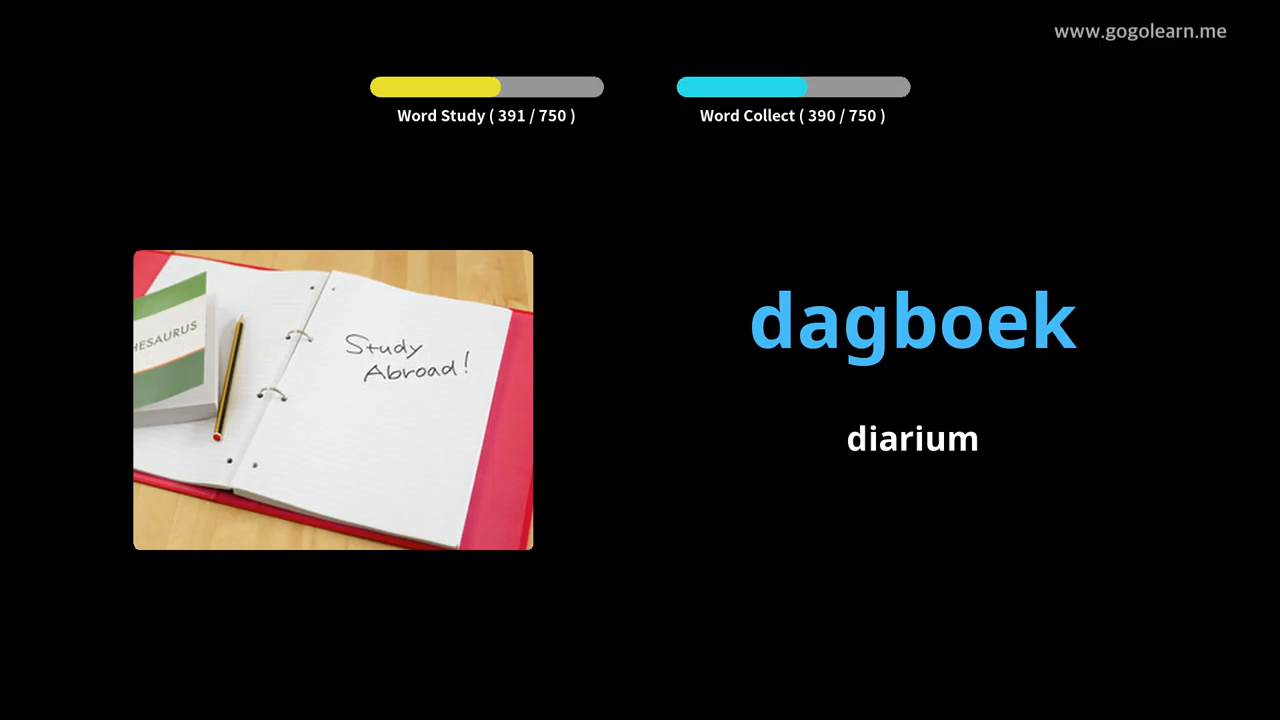 www.gogolearn.me
Word Study ( 391 / 750 )
Word Collect ( 390 / 750 )
HESAURUS
Study
Abroad!
dagboek
diarium